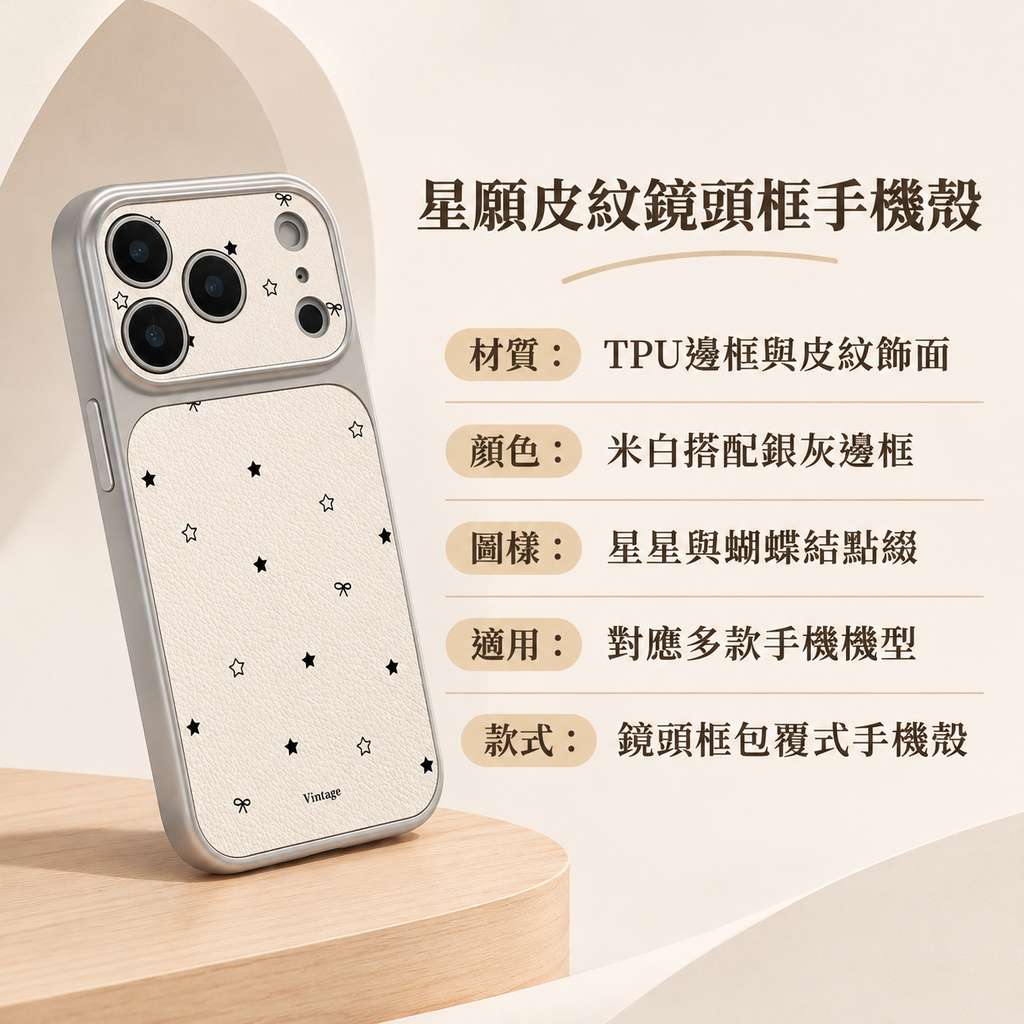 星願皮紋鏡頭框手機殼
材質： TPU邊框與皮紋飾面
顏色： 米白搭配銀灰邊框
圖樣： 星星與蝴蝶結點綴
適用： 對應多款手機機型
款式： 鏡頭框包覆式手機殼
Vintage